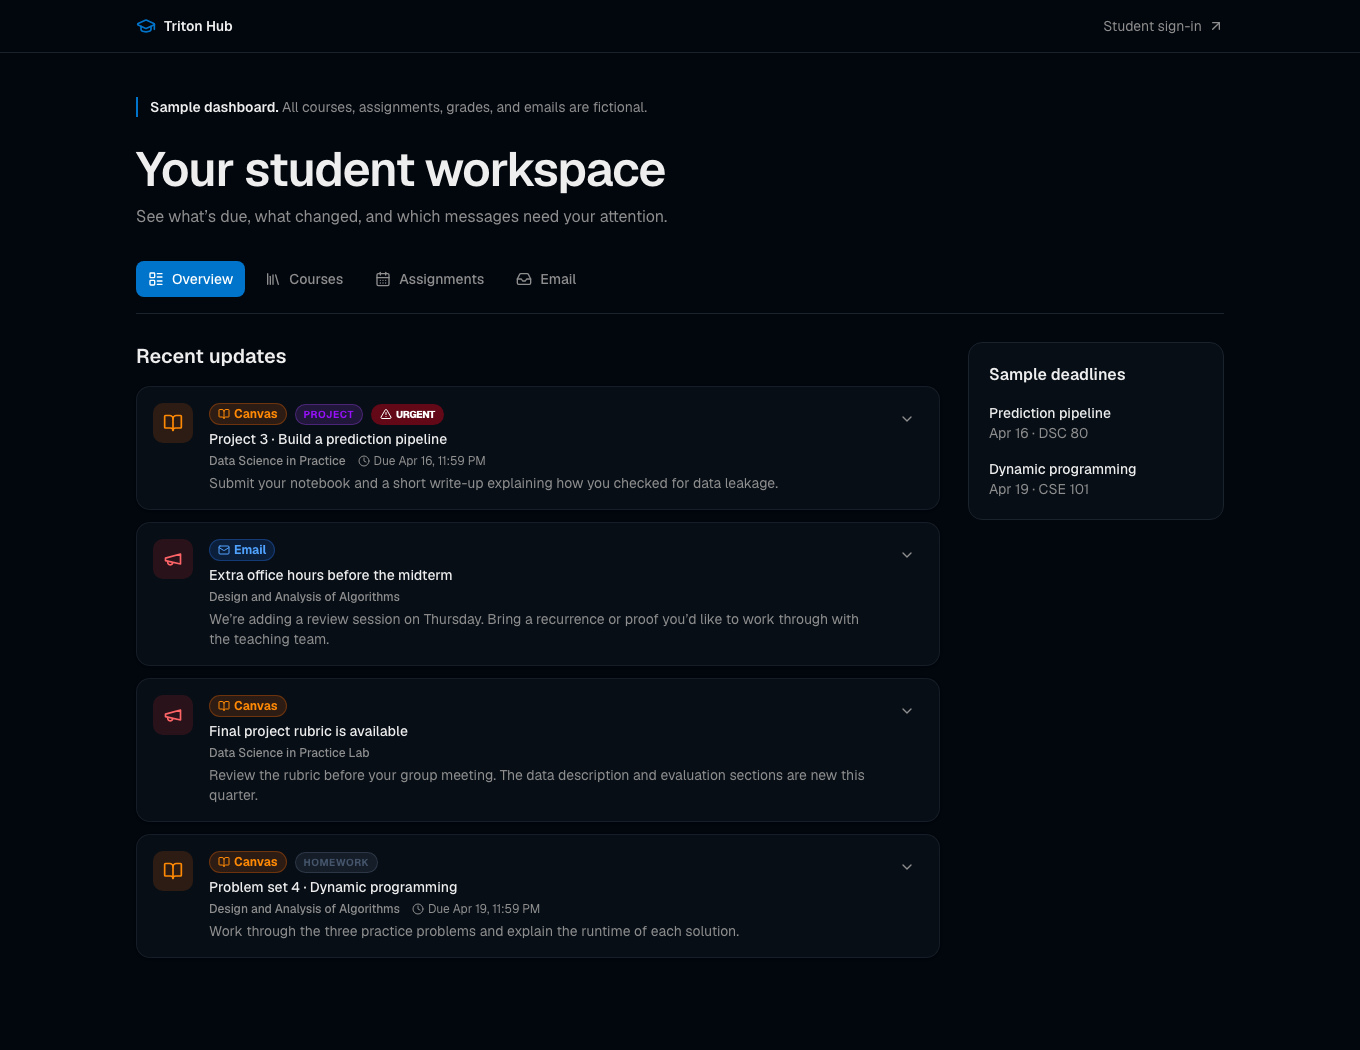 Triton Hub
Student sign-in
Sample dashboard. All courses, assignments, grades, and emails are fictional.
Your student workspace
See what’s due, what changed, and which messages need your attention.
Overview
Courses
Assignments
Email
Recent updates
Canvas PROJECT URGENT
Project 3 · Build a prediction pipeline
Data Science in Practice Due Apr 16, 11:59 PM
Submit your notebook and a short write-up explaining how you checked for data leakage.
Email
Extra office hours before the midterm
Design and Analysis of Algorithms
We’re adding a review session on Thursday. Bring a recurrence or proof you’d like to work through with
the teaching team.
Canvas
Final project rubric is available
Data Science in Practice Lab
Review the rubric before your group meeting. The data description and evaluation sections are new this
quarter.
Canvas HOMEWORK
Problem set 4 · Dynamic programming
Design and Analysis of Algorithms Due Apr 19, 11:59 PM
Work through the three practice problems and explain the runtime of each solution.
Sample deadlines
Prediction pipeline
Apr 16 · DSC 80
Dynamic programming
Apr 19 · CSE 101